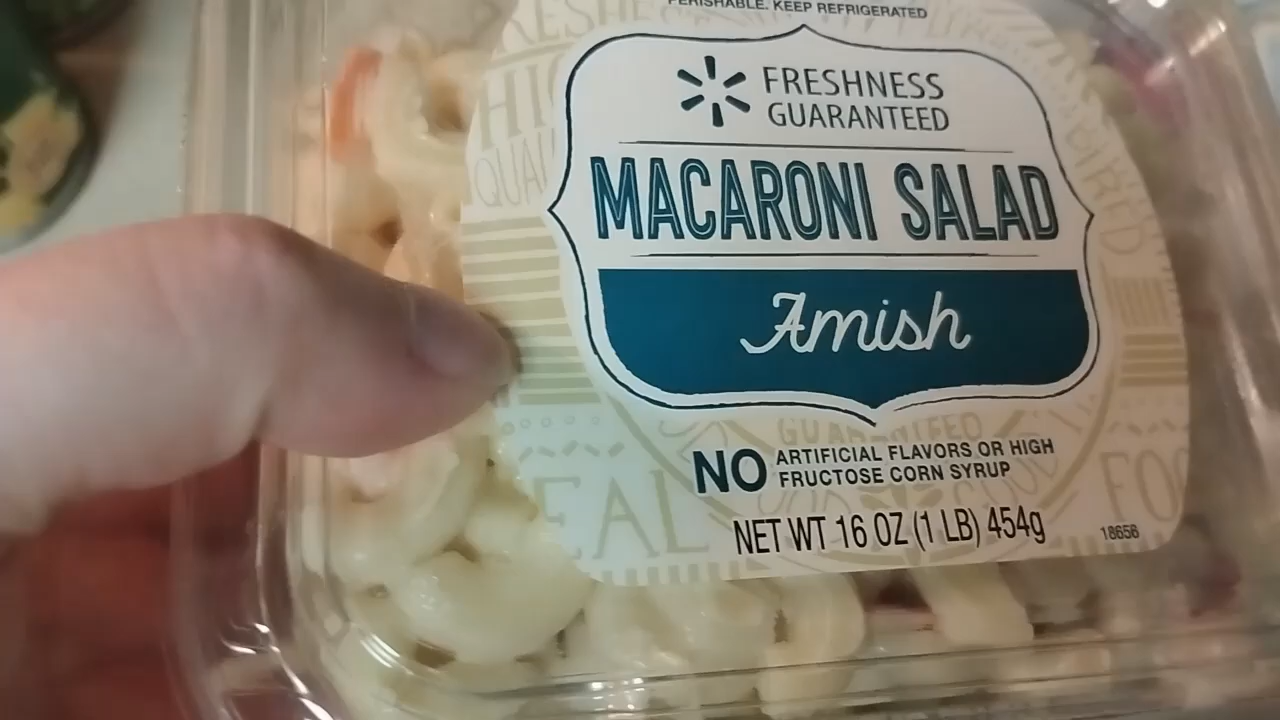 PERISHABLE. KEEP REFRIGERATED
FRESHNESS
GUARANTEED
MACARONI SALAD
Amish
NO ARTIFICIAL FLAVORS OR HIGH
FRUCTOSE CORN SYRUP
NET WT 16 OZ (1 LB) 454g
18656